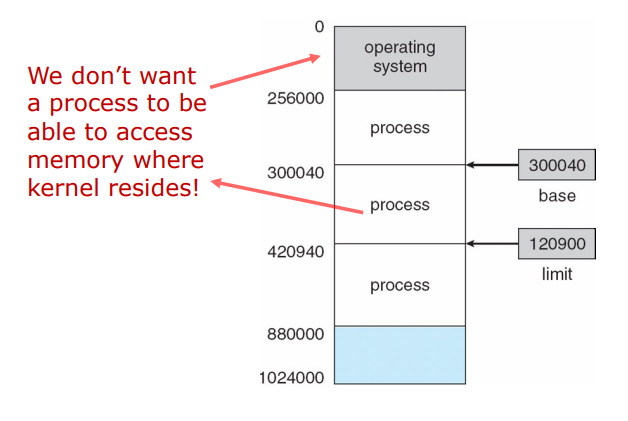 We don’t want
a process to be
able to access
memory where
kernel resides!
0
operating
system
256000
process
300040
300040
base
process
420940
120900
limit
process
880000
1024000